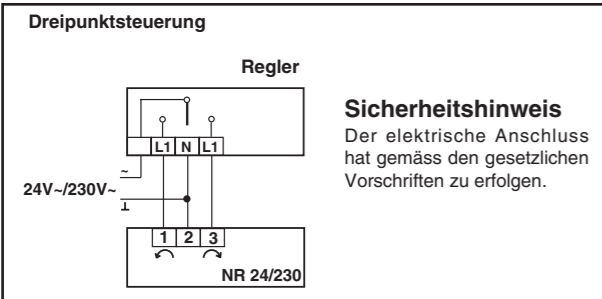 Dreipunktsteuerung
Regler
L1 N L1
~
24V~/230V~
⊥
1 2 3
NR 24/230
Sicherheitshinweis
Der elektrische Anschluss
hat gemäss den gesetzlichen
Vorschriften zu erfolgen.